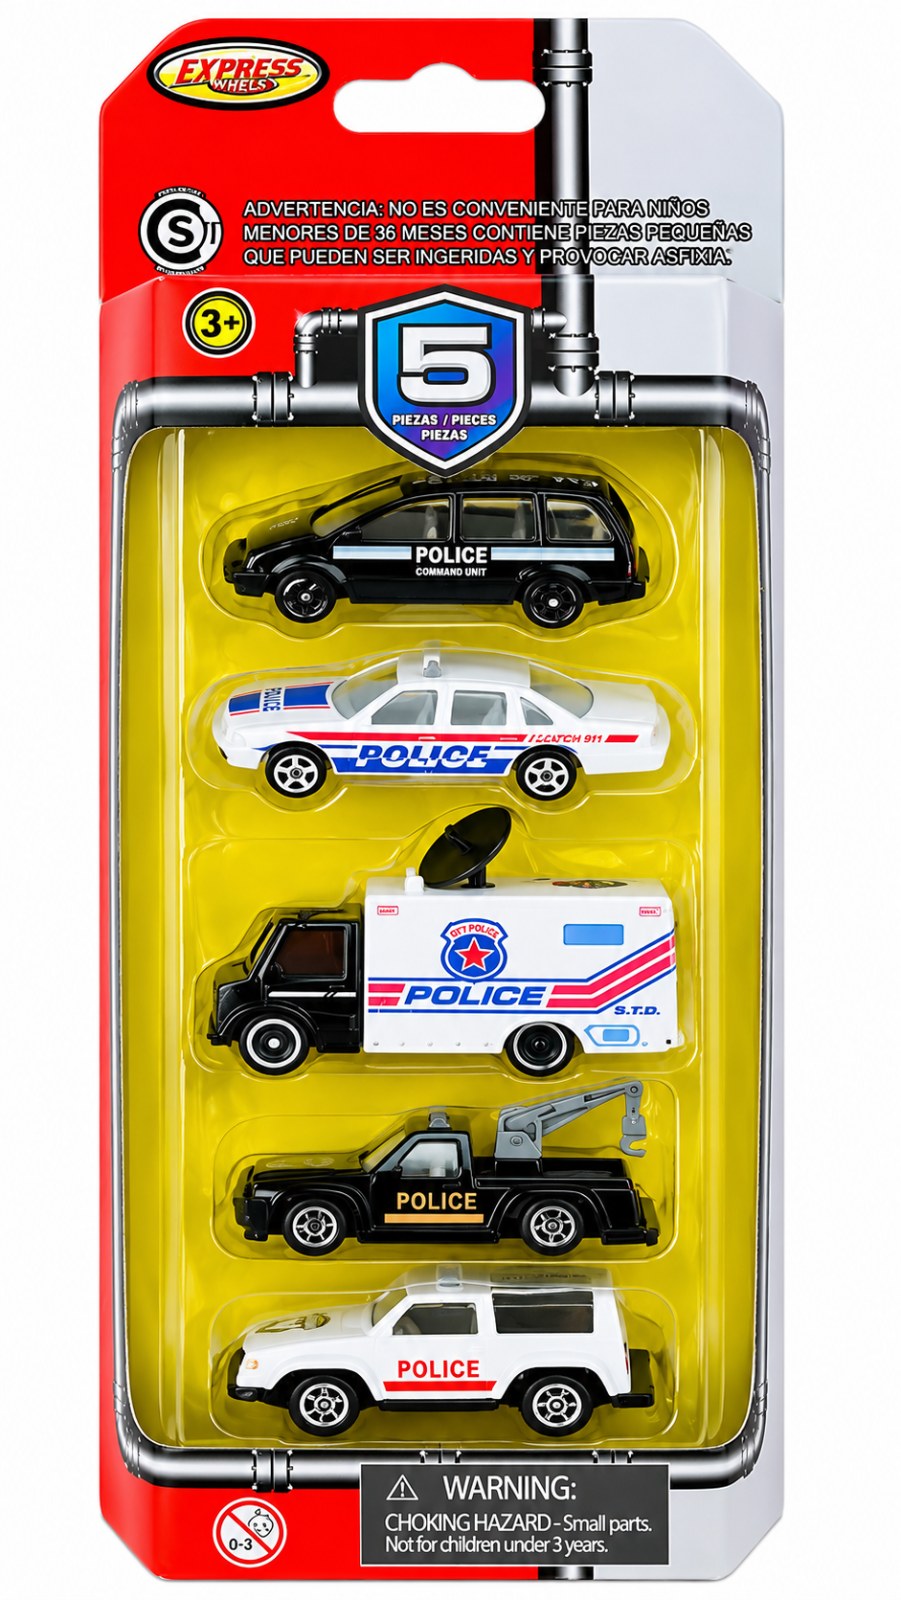 EXPRESS
WHELS
S
ADVERTENCIA: NO ES CONVENIENTE PARA NIÑOS
MENORES DE 36 MESES CONTIENE PIEZAS PEQUEÑAS
QUE PUEDEN SER INGERIDAS Y PROVOCAR ASFIXIA.
3+
5
PIEZAS / PIECES
PIEZAS
POLICE
COMMAND UNIT
POLICE
911
POLICE
POLICE
POLICE
S.T.D.
POLICE
POLICE
WARNING:
CHOKING HAZARD - Small parts.
Not for children under 3 years.
0-3